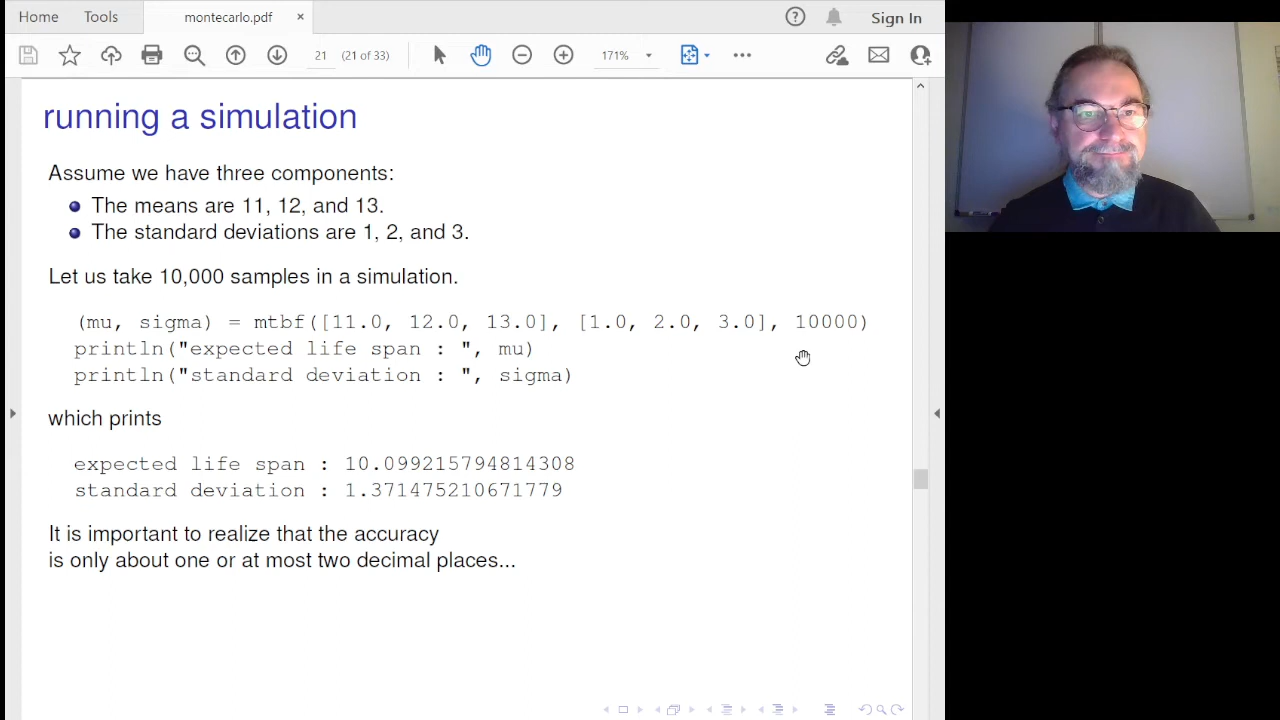 Home Tools montecarlo.pdf × Sign In
21 (21 of 33) 171%
running a simulation
Assume we have three components:
The means are 11, 12, and 13.
The standard deviations are 1, 2, and 3.
Let us take 10,000 samples in a simulation.
(mu, sigma) = mtbf([11.0, 12.0, 13.0], [1.0, 2.0, 3.0], 10000)
println("expected life span : ", mu)
println("standard deviation : ", sigma)
which prints
expected life span : 10.099215794814308
standard deviation : 1.371475210671779
It is important to realize that the accuracy
is only about one or at most two decimal places...